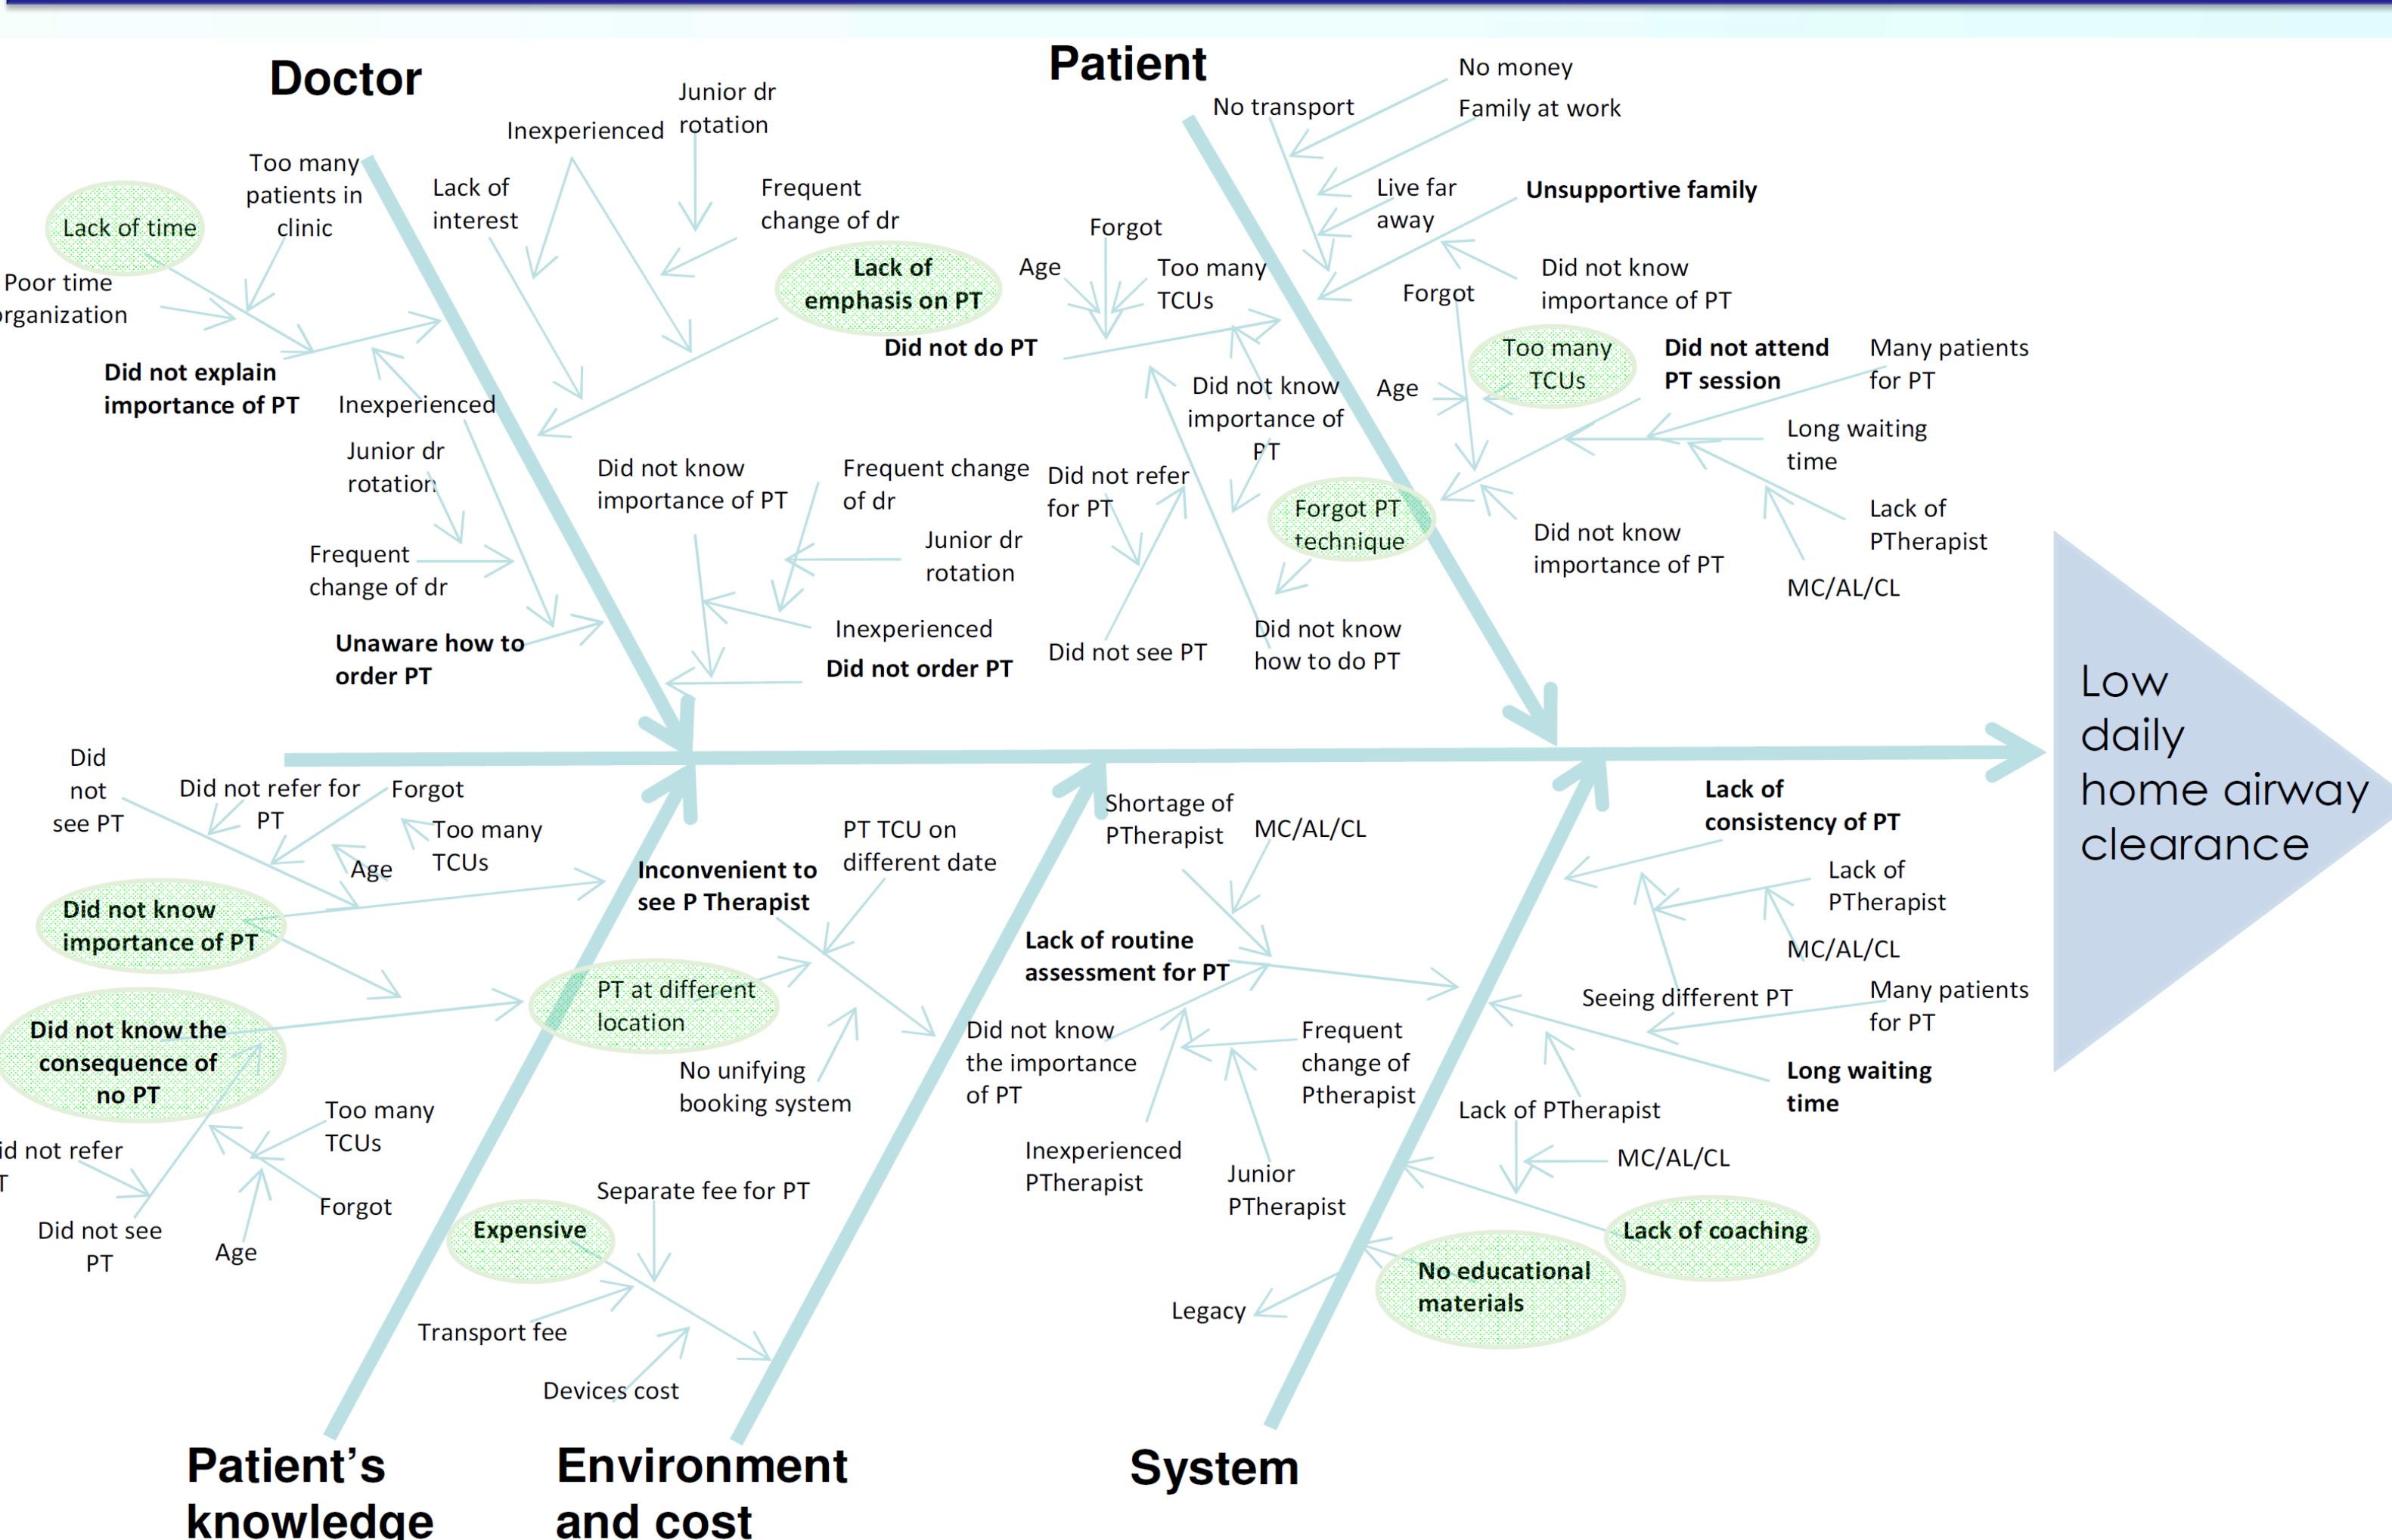 Doctor
Lack of time
Too many
patients in
clinic
Poor time
rganization
Did not explain
importance of PT
Lack of
interest
Inexperienced
Junior dr
rotation
Frequent
change of dr
Lack of
emphasis on PT
Inexperienced
Junior dr
rotation
Frequent
change of dr
Unaware how to
order PT
Did not know
importance of PT
Frequent change
of dr
Junior dr
rotation
Inexperienced
Did not order PT
Patient
No transport
No money
Family at work
Live far
away
Unsupportive family
Did not know
importance of PT
Forgot
Age
Too many
TCUs
Did not do PT
Did not know
importance of
PT
Did not refer
for PT
Did not see PT
Forgot PT
technique
Did not know
how to do PT
Forgot
Age
Too many
TCUs
Did not attend
PT session
Many patients
for PT
Long waiting
time
Lack of
PTherapist
MC/AL/CL
Did not know
importance of PT
Low
daily
home airway
clearance
Did
not
see PT
Did not refer for
PT
Forgot
Too many
TCUs
Age
Did not know
importance of PT
Did not know the
consequence of
no PT
id not refer
T
Did not see
PT
Age
Too many
TCUs
Forgot
Patient’s
knowledge
Inconvenient to
see P Therapist
PT TCU on
different date
PT at different
location
No unifying
booking system
Separate fee for PT
Expensive
Transport fee
Devices cost
Environment
and cost
Shortage of
PTherapist
MC/AL/CL
Lack of routine
assessment for PT
Did not know
the importance
of PT
Inexperienced
PTherapist
Frequent
change of
Ptherapist
Junior
PTherapist
Lack of
consistency of PT
Lack of
PTherapist
MC/AL/CL
Seeing different PT
Many patients
for PT
Long waiting
time
Lack of PTherapist
MC/AL/CL
Lack of coaching
No educational
materials
Legacy
System